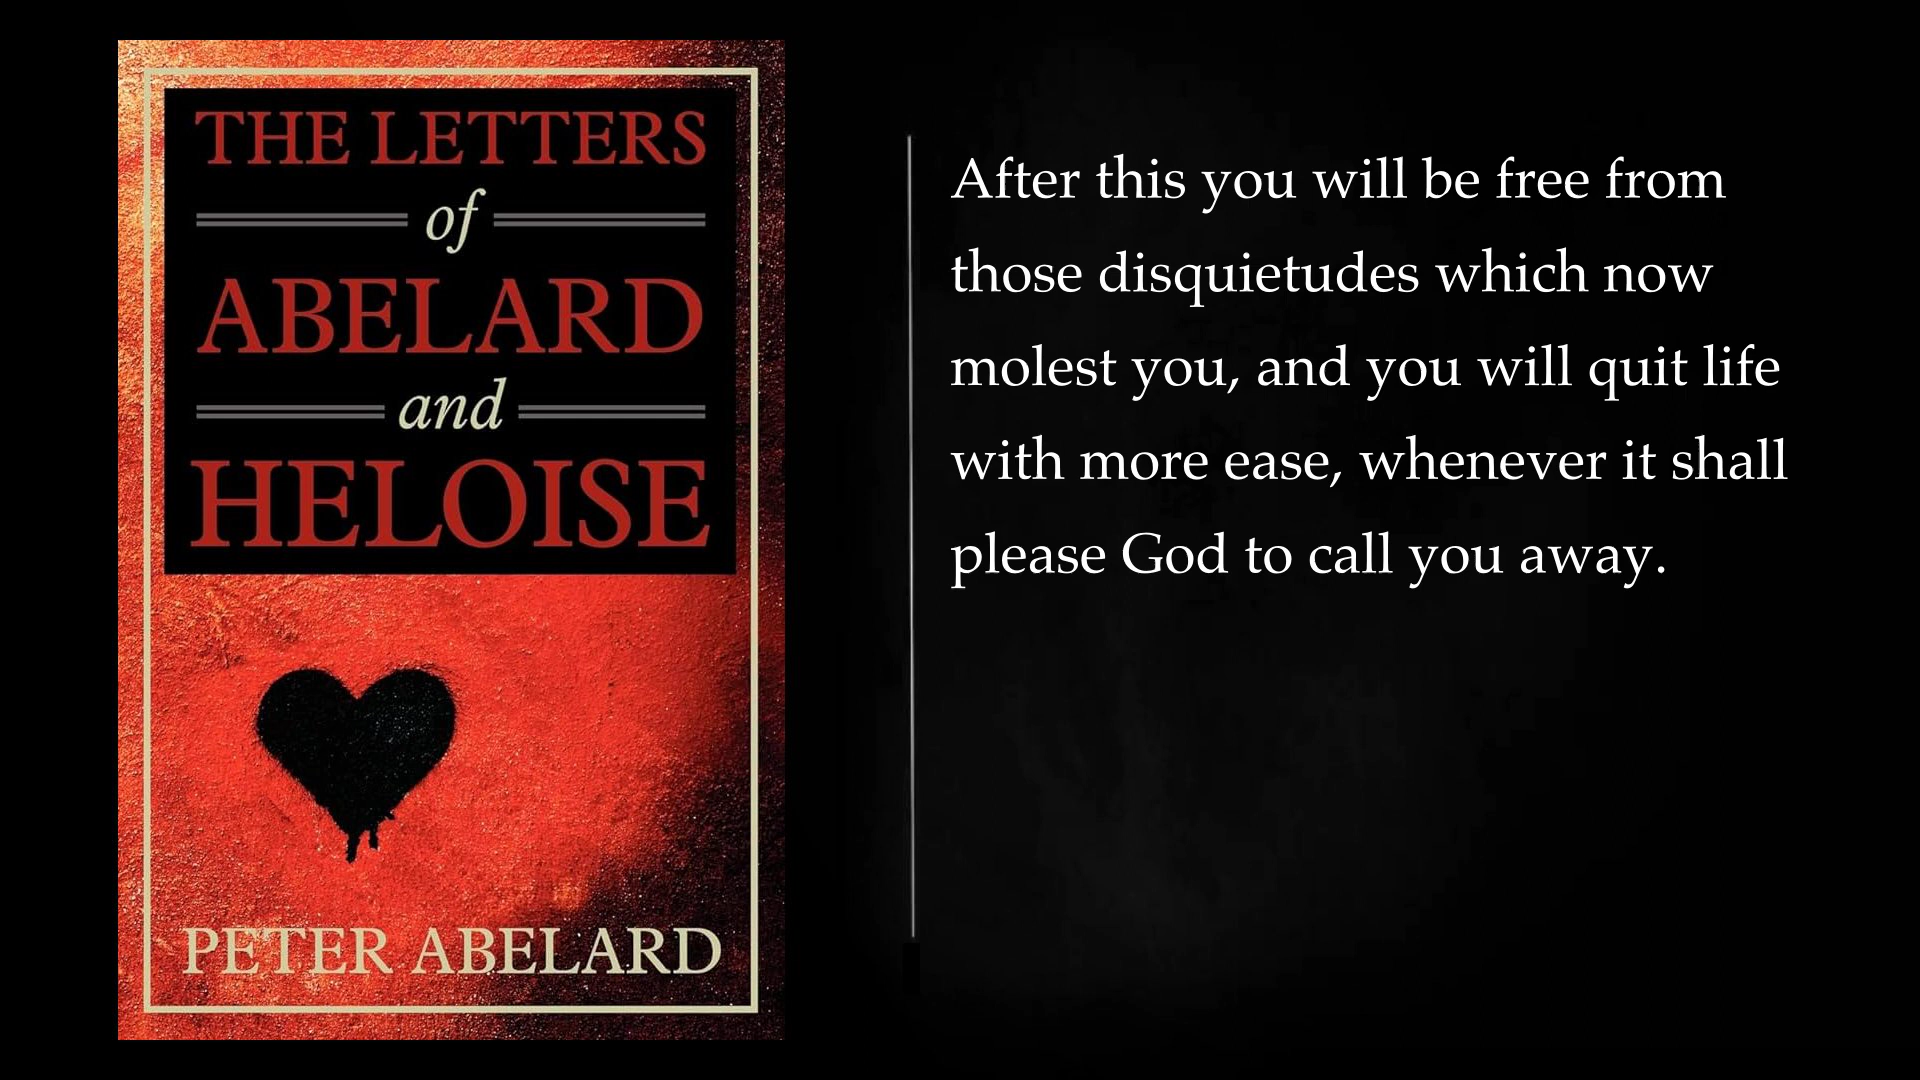 THE LETTERS
of
ABELARD
and
HELOISE
PETER ABELARD
After this you will be free from
those disquietudes which now
molest you, and you will quit life
with more ease, whenever it shall
please God to call you away.